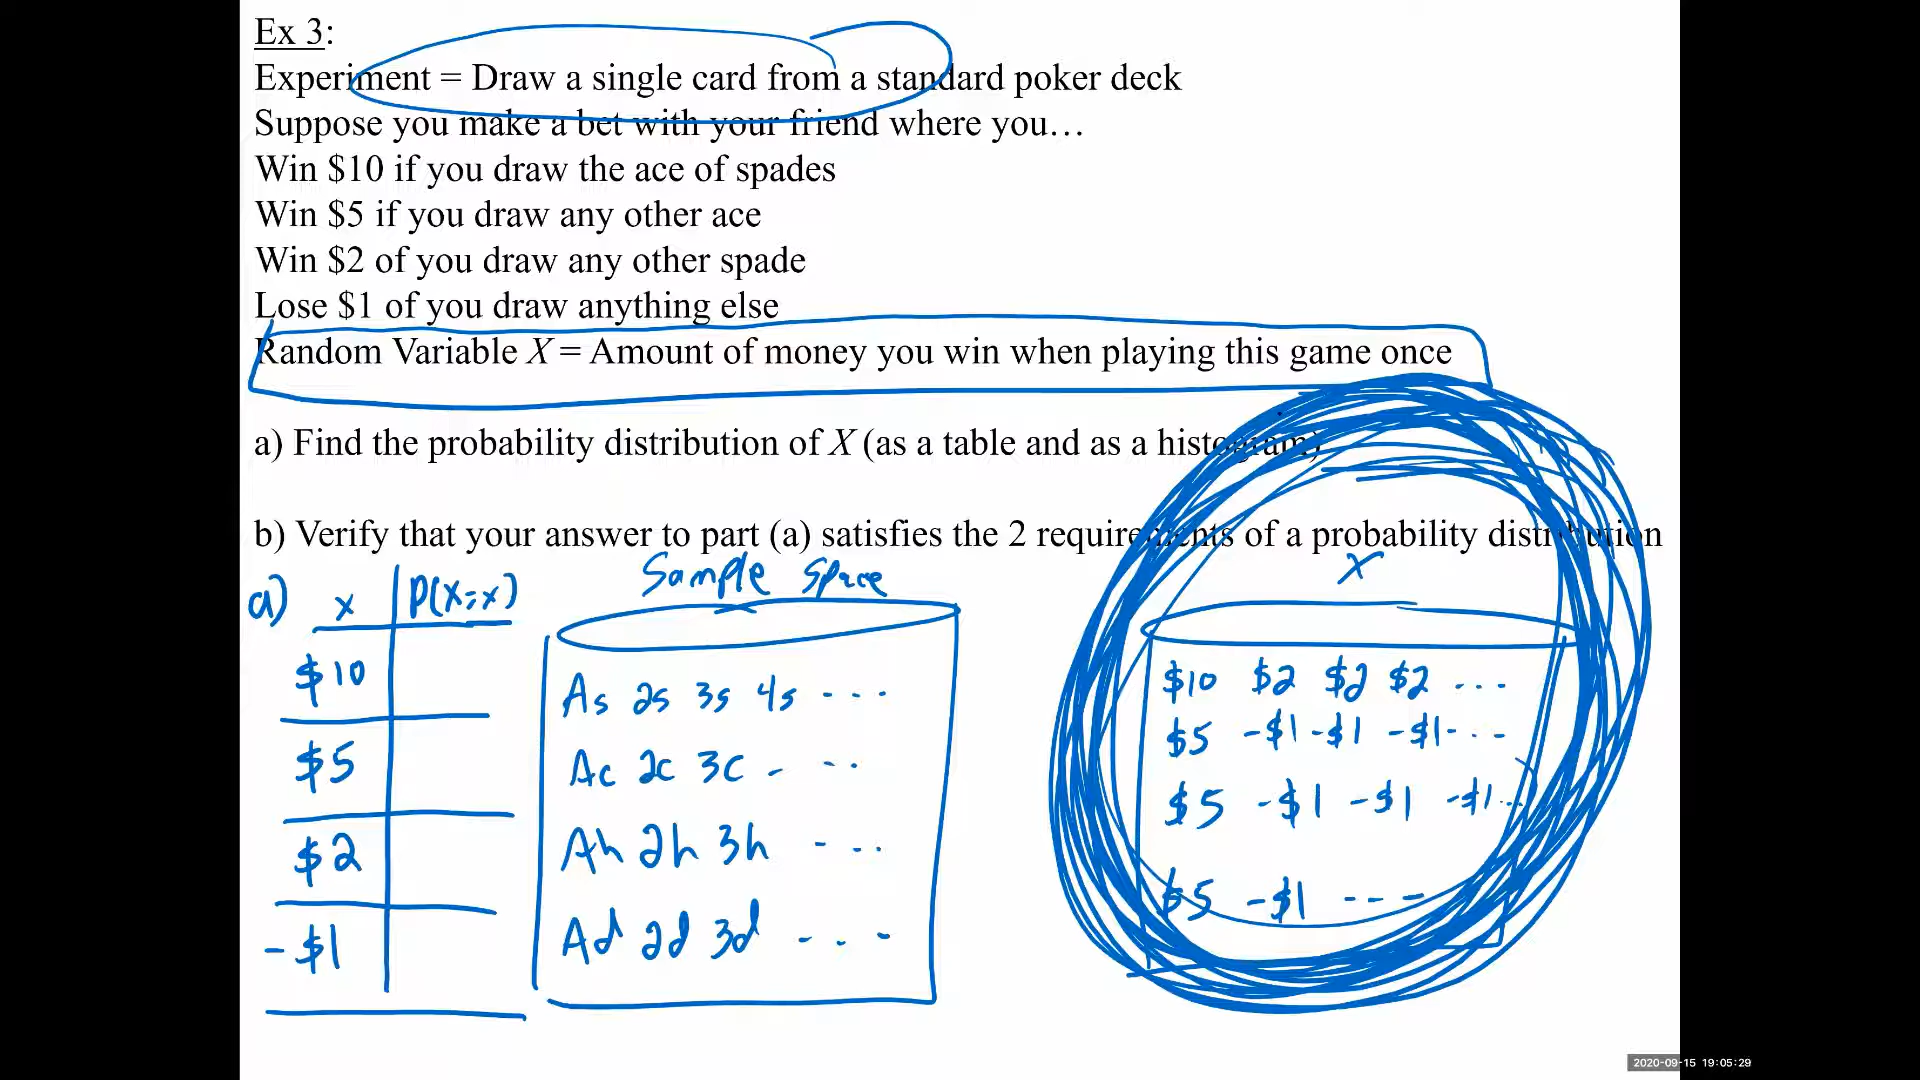 Ex 3:
Experiment = Draw a single card from a standard poker deck
Suppose you make a bet with your friend where you…
Win $10 if you draw the ace of spades
Win $5 if you draw any other ace
Win $2 of you draw any other spade
Lose $1 of you draw anything else
Random Variable X = Amount of money you win when playing this game once
a) Find the probability distribution of X (as a table and as a histogram)
b) Verify that your answer to part (a) satisfies the 2 requirements of a probability distribution
a) x P(X=x)
$10
$5
$2
-$1
Sample Space
As 2s 3s 4s ...
Ac 2c 3c ...
Ah 2h 3h ...
Ad 2d 3d ...
X
$10 $2 $2 $2 ...
$5 -$1 -$1 -$1 ...
$5 -$1 -$1 -$1 ...
$5 -$1 ...
2020-09-15 19:05:29